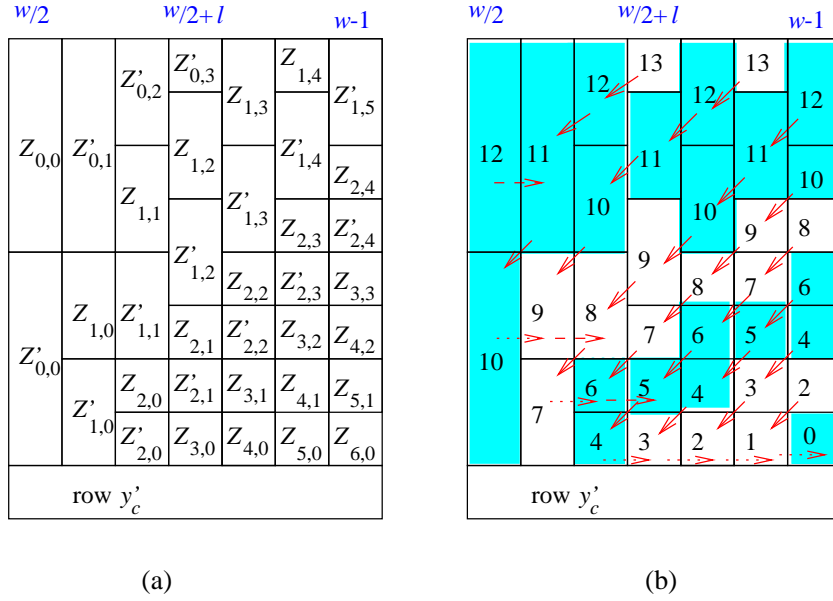 w/2 w/2+l w-1 w/2 w/2+l w-1
Z0,0 Z'0,1 Z'0,2 Z'0,3 Z1,3 Z1,4 Z'1,5
Z1,1 Z1,2 Z'1,3 Z'1,4 Z2,4
Z'1,2 Z2,3 Z'2,4
Z'0,0 Z1,0 Z'1,1 Z2,2 Z'2,3 Z3,3
Z2,1 Z'2,2 Z3,2 Z4,2
Z'1,0 Z2,0 Z'2,1 Z3,1 Z4,1 Z5,1
Z'2,0 Z3,0 Z4,0 Z5,0 Z6,0
row y'c
(a)
12 11 12 13 12 13 12
10 11 10 11 10
9 9 8
10 9 8 8 7 6
7 6 5 4
7 6 5 4 3 2
4 3 2 1 0
row y'c
(b)